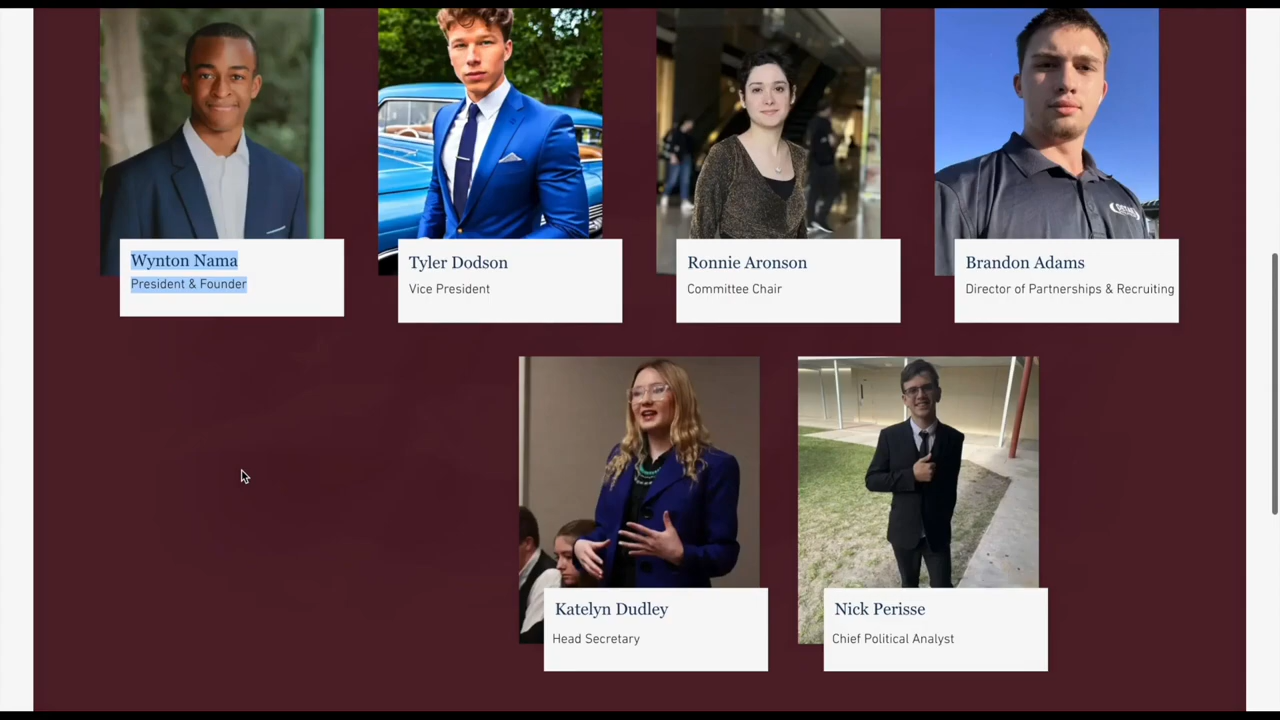 Wynton Nama
President & Founder
Tyler Dodson
Vice President
Ronnie Aronson
Committee Chair
Brandon Adams
Director of Partnerships & Recruiting
Katelyn Dudley
Head Secretary
Nick Perisse
Chief Political Analyst